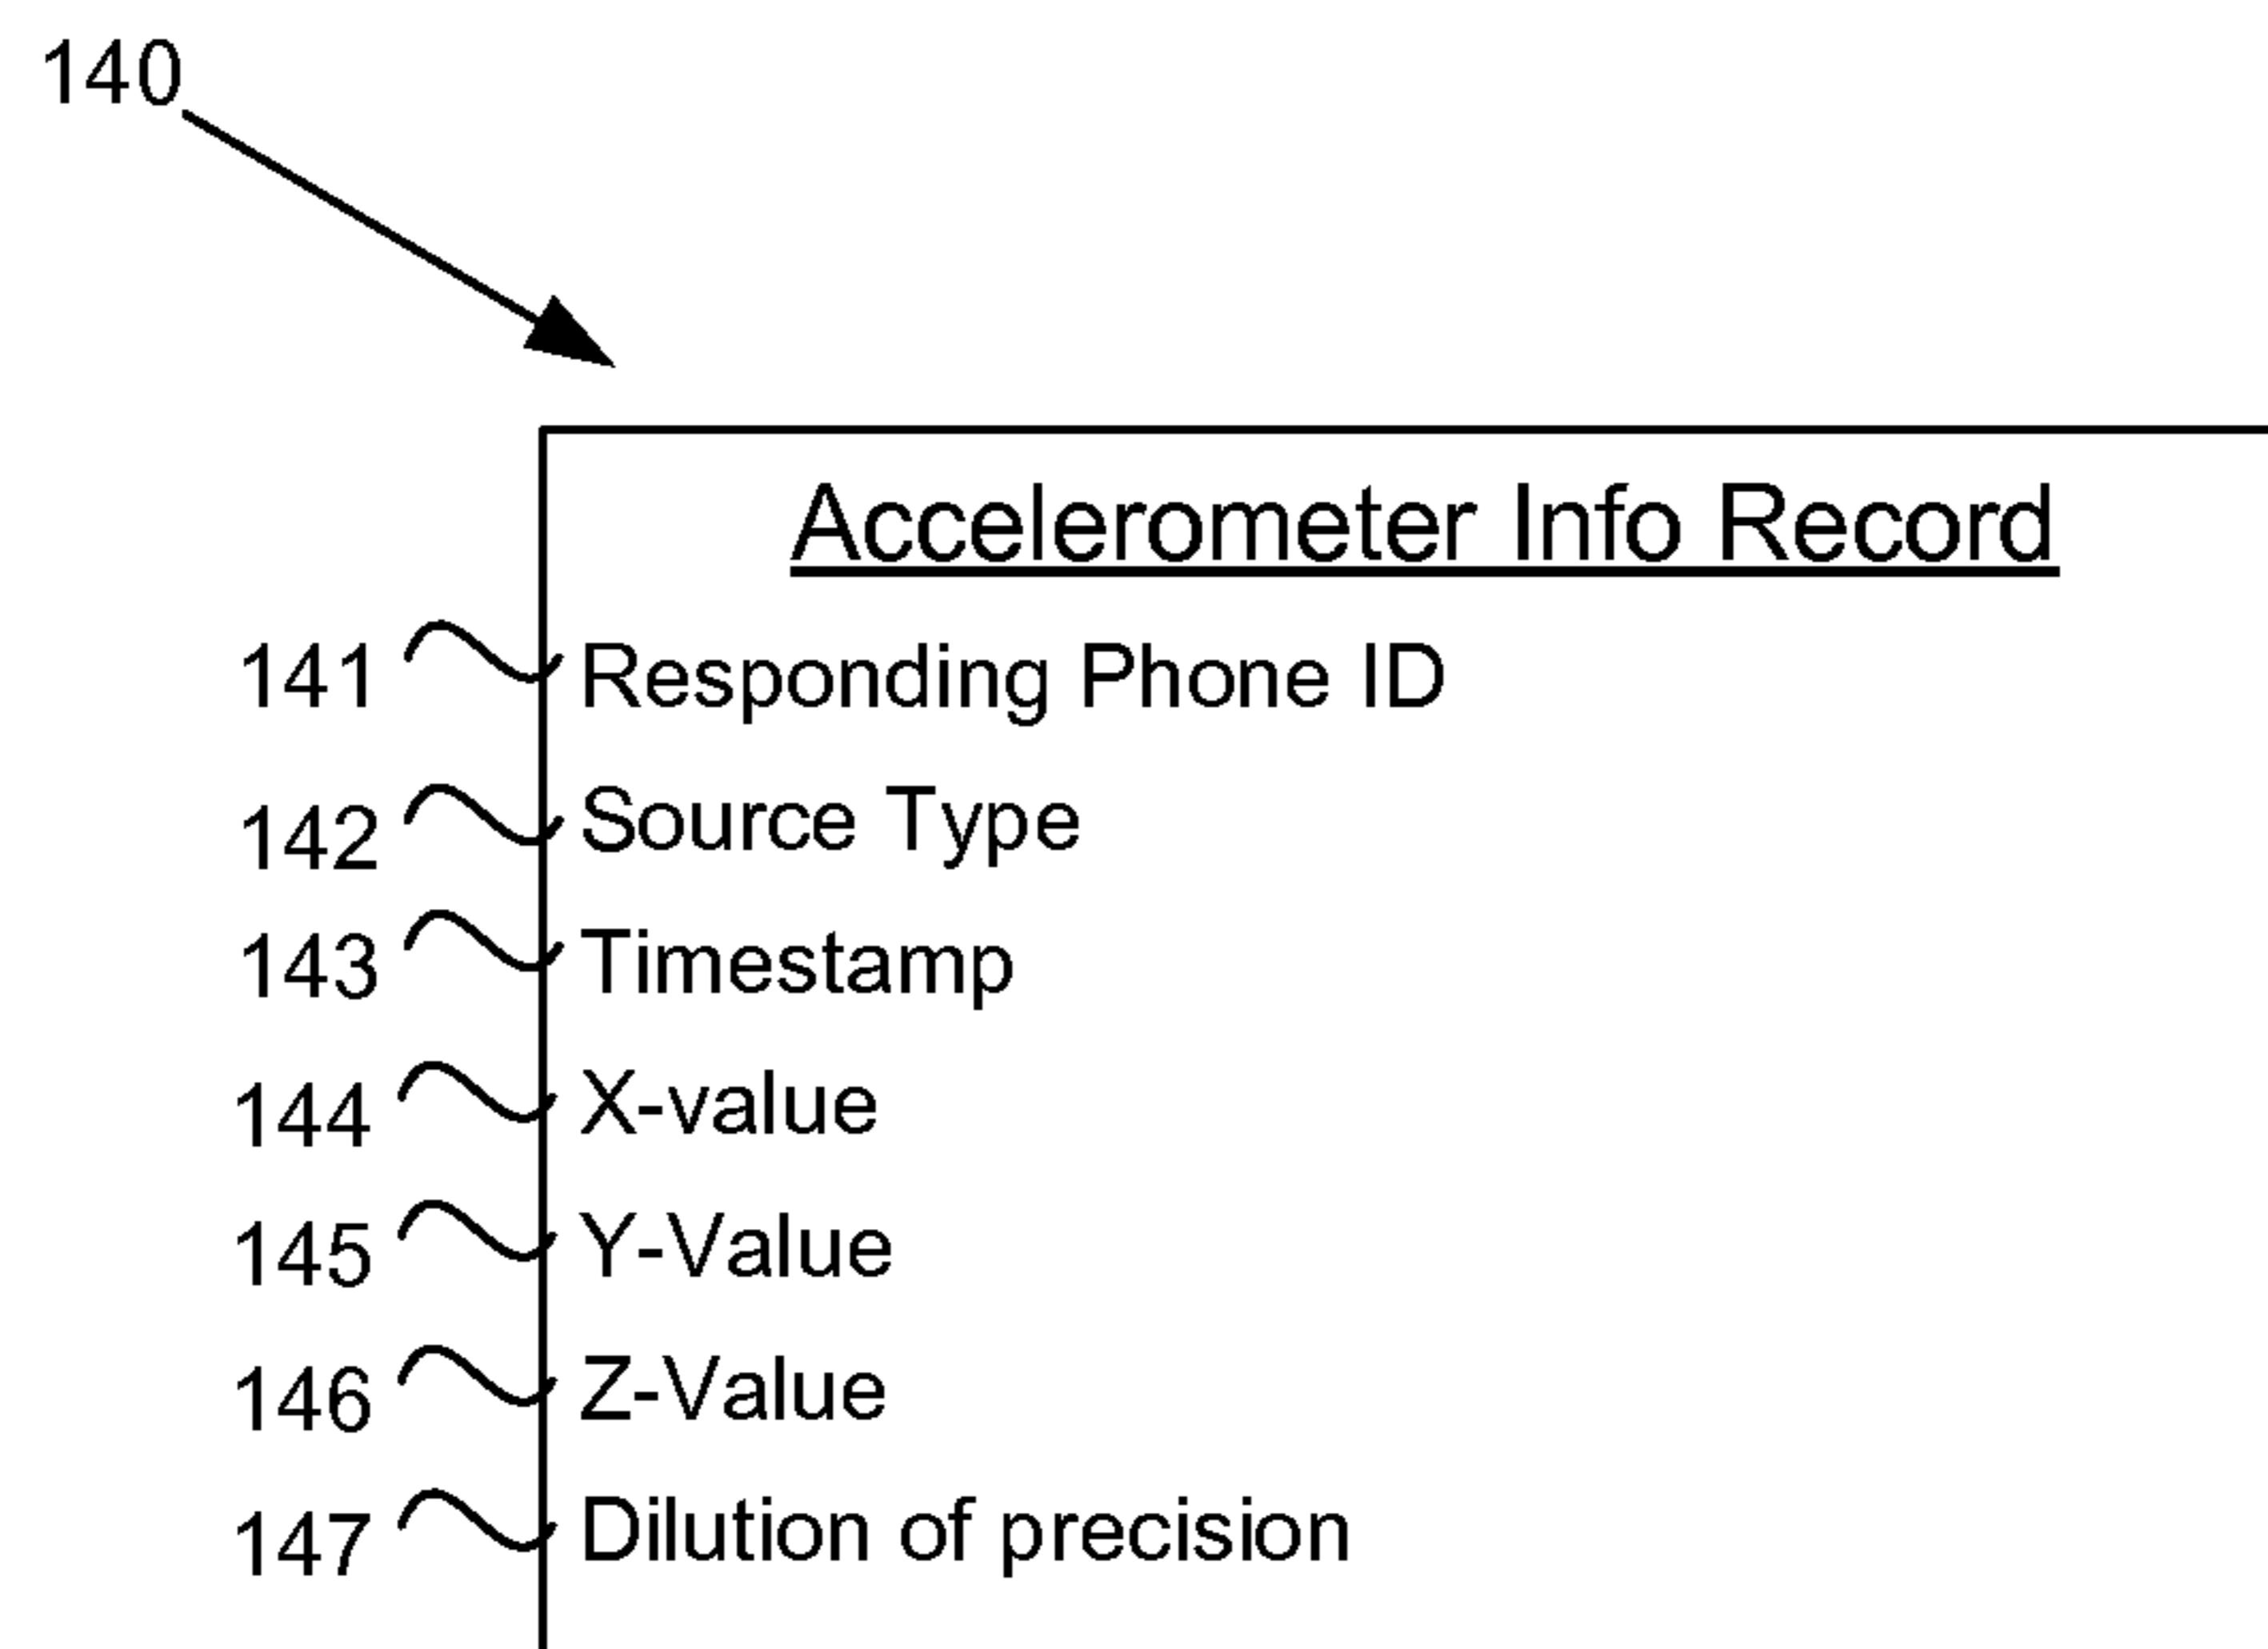 140
Accelerometer Info Record
141 Responding Phone ID
142 Source Type
143 Timestamp
144 X-value
145 Y-Value
146 Z-Value
147 Dilution of precision